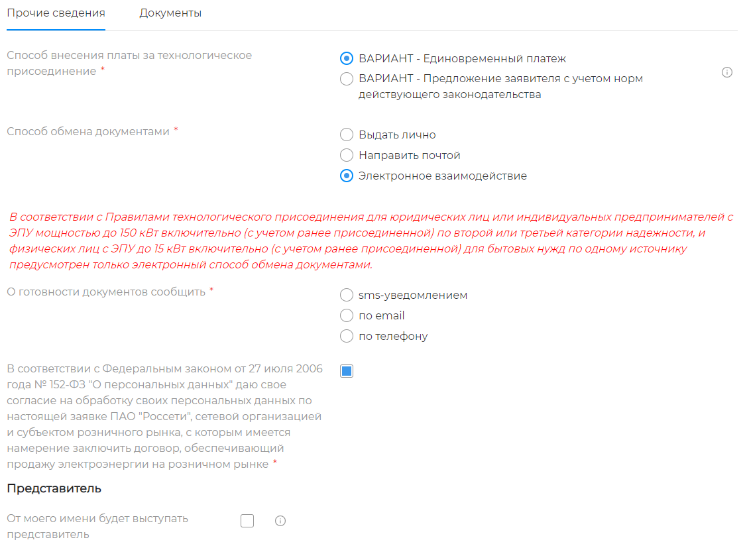 Прочие сведения Документы
Способ внесения платы за технологическое
присоединение *
ВАРИАНТ - Единовременный платеж
ВАРИАНТ - Предложение заявителя с учетом норм
действующего законодательства
Способ обмена документами *
Выдать лично
Направить почтой
Электронное взаимодействие
В соответствии с Правилами технологического присоединения для юридических лиц или индивидуальных предпринимателей с
ЭПУ мощностью до 150 кВт включительно (с учетом ранее присоединенной) по второй или третьей категории надежности, и
физических лиц с ЭПУ до 15 кВт включительно (с учетом ранее присоединенной) для бытовых нужд по одному источнику
предусмотрен только электронный способ обмена документами.
О готовности документов сообщить *
sms-уведомлением
по email
по телефону
В соответствии с Федеральным законом от 27 июля 2006
года № 152-ФЗ "О персональных данных" даю свое
согласие на обработку своих персональных данных по
настоящей заявке ПАО "Россети", сетевой организацией
и субъектом розничного рынка, с которым имеется
намерение заключить договор, обеспечивающий
продажу электроэнергии на розничном рынке *
Представитель
От моего имени будет выступать
представитель